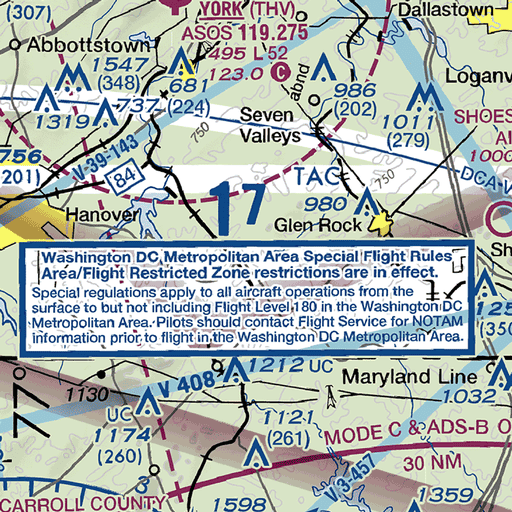 (307)
YORK (THV)
Dallastown
ASOS 119.275
Abbottstown
495 L 52
1547
(348)
681
(224)
123.0 C
abnd
986
(202)
Loganv
1319
737
750
Seven
Valleys
1011
(279)
SHOES
AI
1000
756
201)
V-39-143
84
TAC
750
DCA V
17
980
Hanover
Glen Rock
Sh
Washington DC Metropolitan Area Special Flight Rules
Area/Flight Restricted Zone restrictions are in effect.
Special regulations apply to all aircraft operations from the
surface to but not including Flight Level 180 in the Washington DC
Metropolitan Area. Pilots should contact Flight Service for NOTAM
information prior to flight in the Washington DC Metropolitan Area.
125
(350
1212 UC
V 408
1130
Maryland Line
1032
77
UC
1174
(260)
1121
(261)
MODE C & ADS-B O
30 NM
3
V 3-457
CARROLL COUNTY
1598
1359